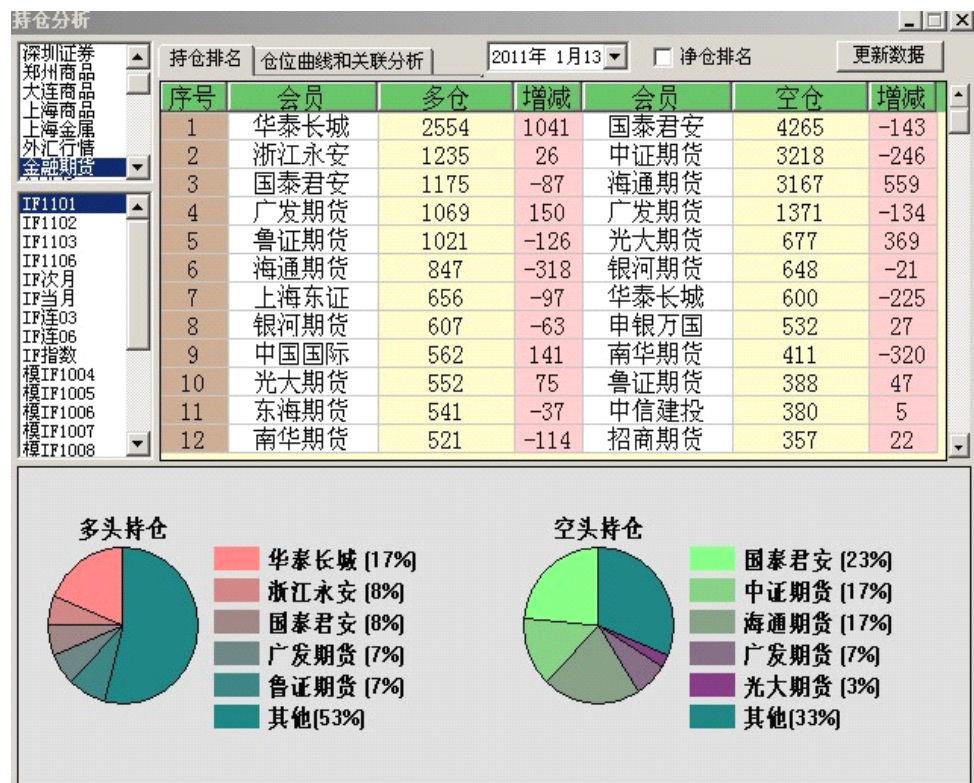 持仓分析
深圳证券
郑州商品
大连商品
上海商品
上海金属
外汇行情
金融期货
持仓排名 仓位曲线和关联分析 2011年 1月13 净仓排名 更新数据
IF1101
IF1102
IF1103
IF1106
IF次月
IF当月
IF连03
IF连06
IF指数
模IF1004
模IF1005
模IF1006
模IF1007
模IF1008
序号 会员 多仓 增减 会员 空仓 增减
1 华泰长城 2554 1041 国泰君安 4265 -143
2 浙江永安 1235 26 中证期货 3218 -246
3 国泰君安 1175 -87 海通期货 3167 559
4 广发期货 1069 150 广发期货 1371 -134
5 鲁证期货 1021 -126 光大期货 677 369
6 海通期货 847 -318 银河期货 648 -21
7 上海东证 656 -97 华泰长城 600 -225
8 银河期货 607 -63 申银万国 532 27
9 中国国际 562 141 南华期货 411 -320
10 光大期货 552 75 鲁证期货 388 47
11 东海期货 541 -37 中信建投 380 5
12 南华期货 521 -114 招商期货 357 22
多头持仓
华泰长城 (17%)
浙江永安 (8%)
国泰君安 (8%)
广发期货 (7%)
鲁证期货 (7%)
其他(53%)
空头持仓
国泰君安 (23%)
中证期货 (17%)
海通期货 (17%)
广发期货 (7%)
光大期货 (3%)
其他(33%)